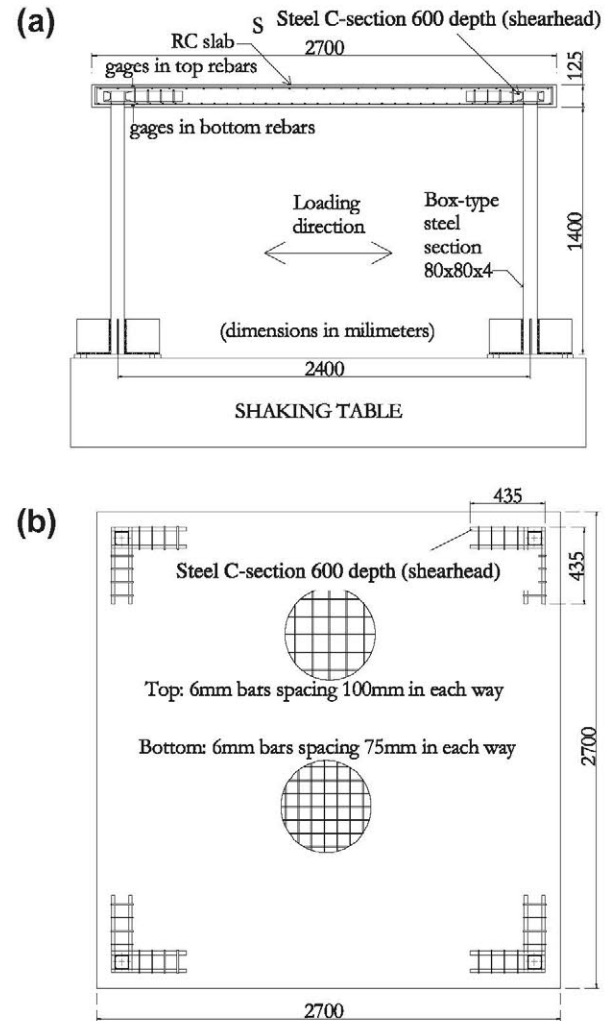 (a)
S
Steel C-section 600 depth (shearhead)
RC slab
2700
gages in top rebars
125
gages in bottom rebars
Loading
direction
Box-type
steel
section
80x80x4
1400
(dimensions in milimeters)
2400
SHAKING TABLE
(b)
435
Steel C-section 600 depth (shearhead)
435
Top: 6mm bars spacing 100mm in each way
Bottom: 6mm bars spacing 75mm in each way
2700
2700